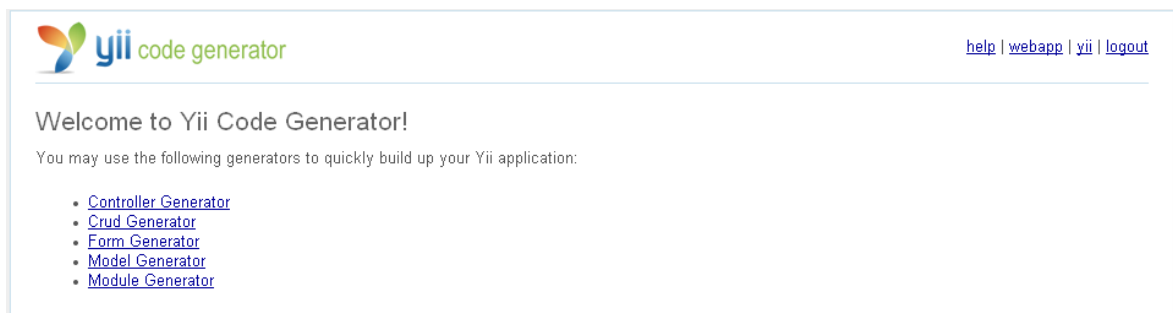 yii code generator
help | webapp | yii | logout
Welcome to Yii Code Generator!
You may use the following generators to quickly build up your Yii application:
• Controller Generator
• Crud Generator
• Form Generator
• Model Generator
• Module Generator